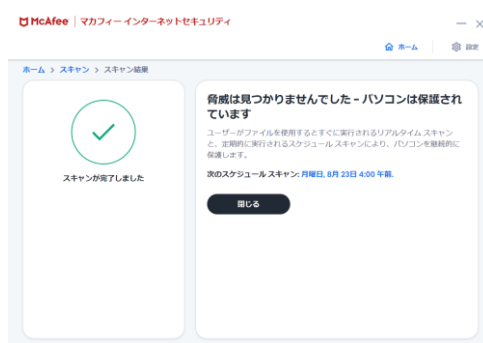 McAfee | マカフィー インターネットセキュリティ
ホーム 設定
ホーム > スキャン > スキャン結果
スキャンが完了しました
脅威は見つかりませんでした – パソコンは保護され
ています
ユーザーがファイルを使用するとすぐに実行されるリアルタイム スキャン
と、定期的に実行されるスケジュール スキャンにより、パソコンを継続的に
保護します。
次のスケジュール スキャン: 月曜日, 8月 23日 4:00 午前.
閉じる